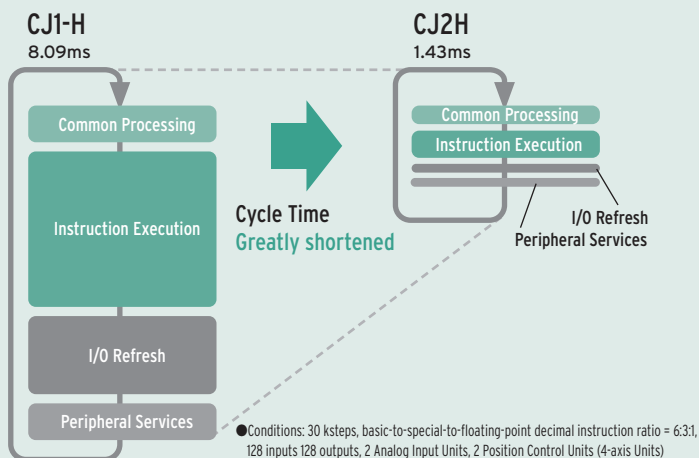 CJ1-H
8.09ms
Common Processing
Instruction Execution
I/O Refresh
Peripheral Services
Cycle Time
Greatly shortened
CJ2H
1.43ms
Common Processing
Instruction Execution
I/O Refresh
Peripheral Services
●Conditions: 30 ksteps, basic-to-special-to-floating-point decimal instruction ratio = 6:3:1,
128 inputs 128 outputs, 2 Analog Input Units, 2 Position Control Units (4-axis Units)